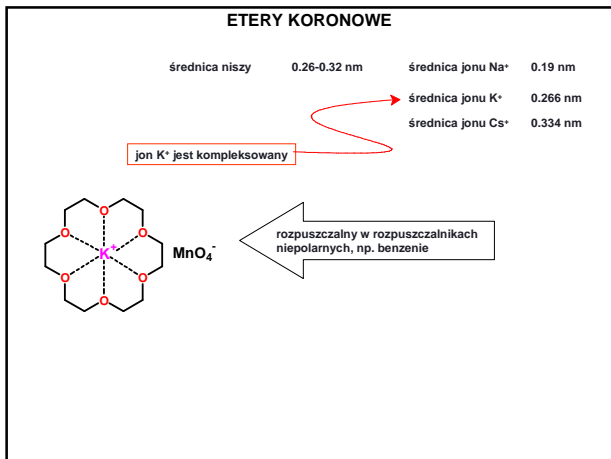 ETERY KORONOWE
średnica niszy 0.26-0.32 nm średnica jonu Na⁺ 0.19 nm
średnica jonu K⁺ 0.266 nm
średnica jonu Cs⁺ 0.334 nm
jon K⁺ jest kompleksowany
rozpuszczalny w rozpuszczalnikach
niepolarnych, np. benzenie
O
O O
K⁺ MnO₄⁻
O O
O